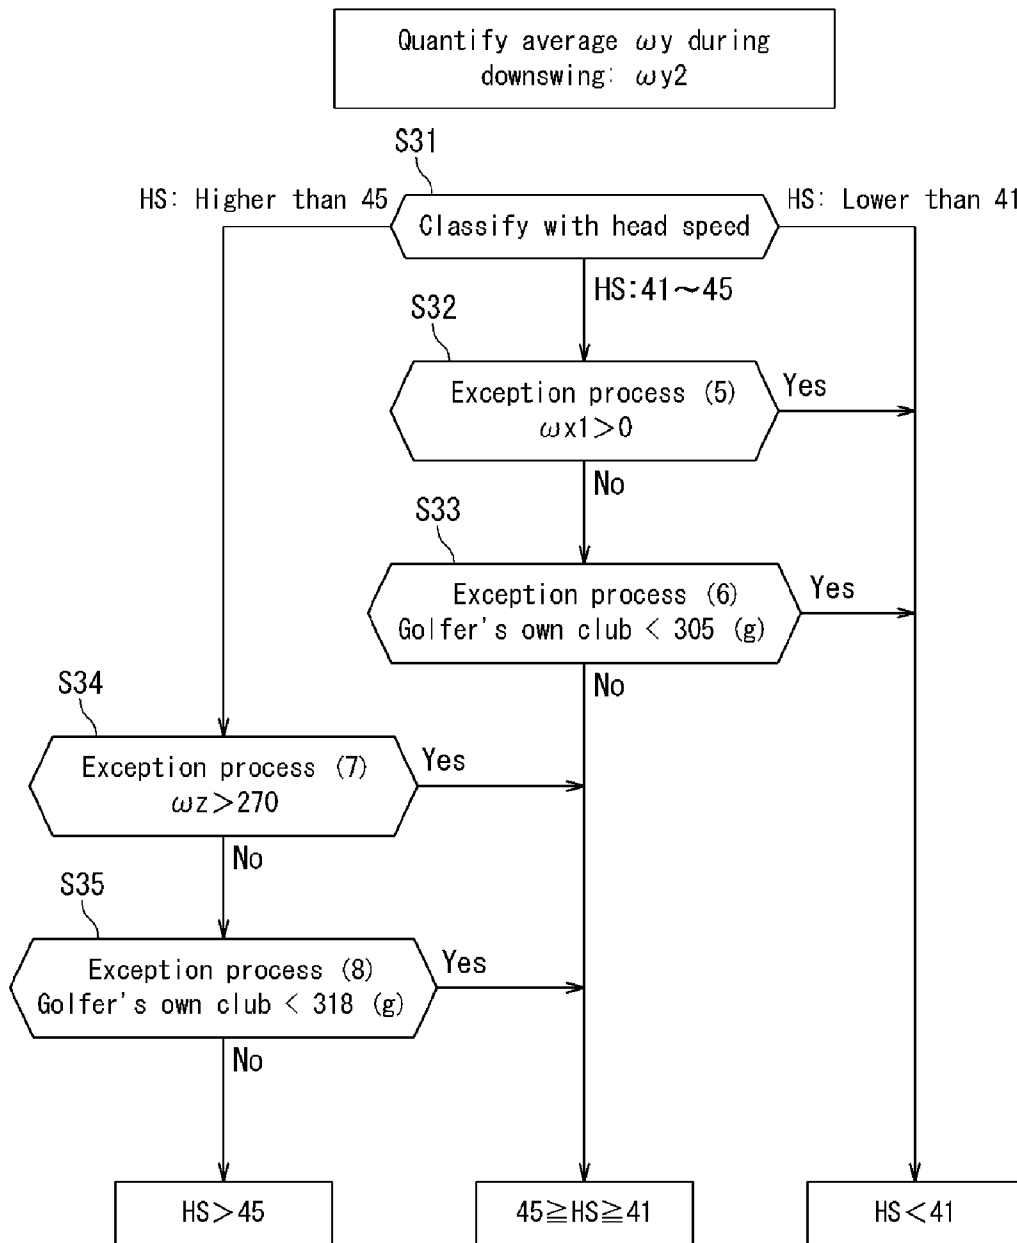 Quantify average ωy during
downswing: ωy2
S31
HS: Higher than 45
HS: Lower than 41
Classify with head speed
HS:41～45
S32
Exception process (5)
ωx1＞0
Yes
No
S33
Exception process (6)
Golfer's own club < 305 (g)
Yes
No
S34
Exception process (7)
ωz＞270
Yes
No
S35
Exception process (8)
Golfer's own club < 318 (g)
Yes
No
HS＞45
45≧HS≧41
HS＜41